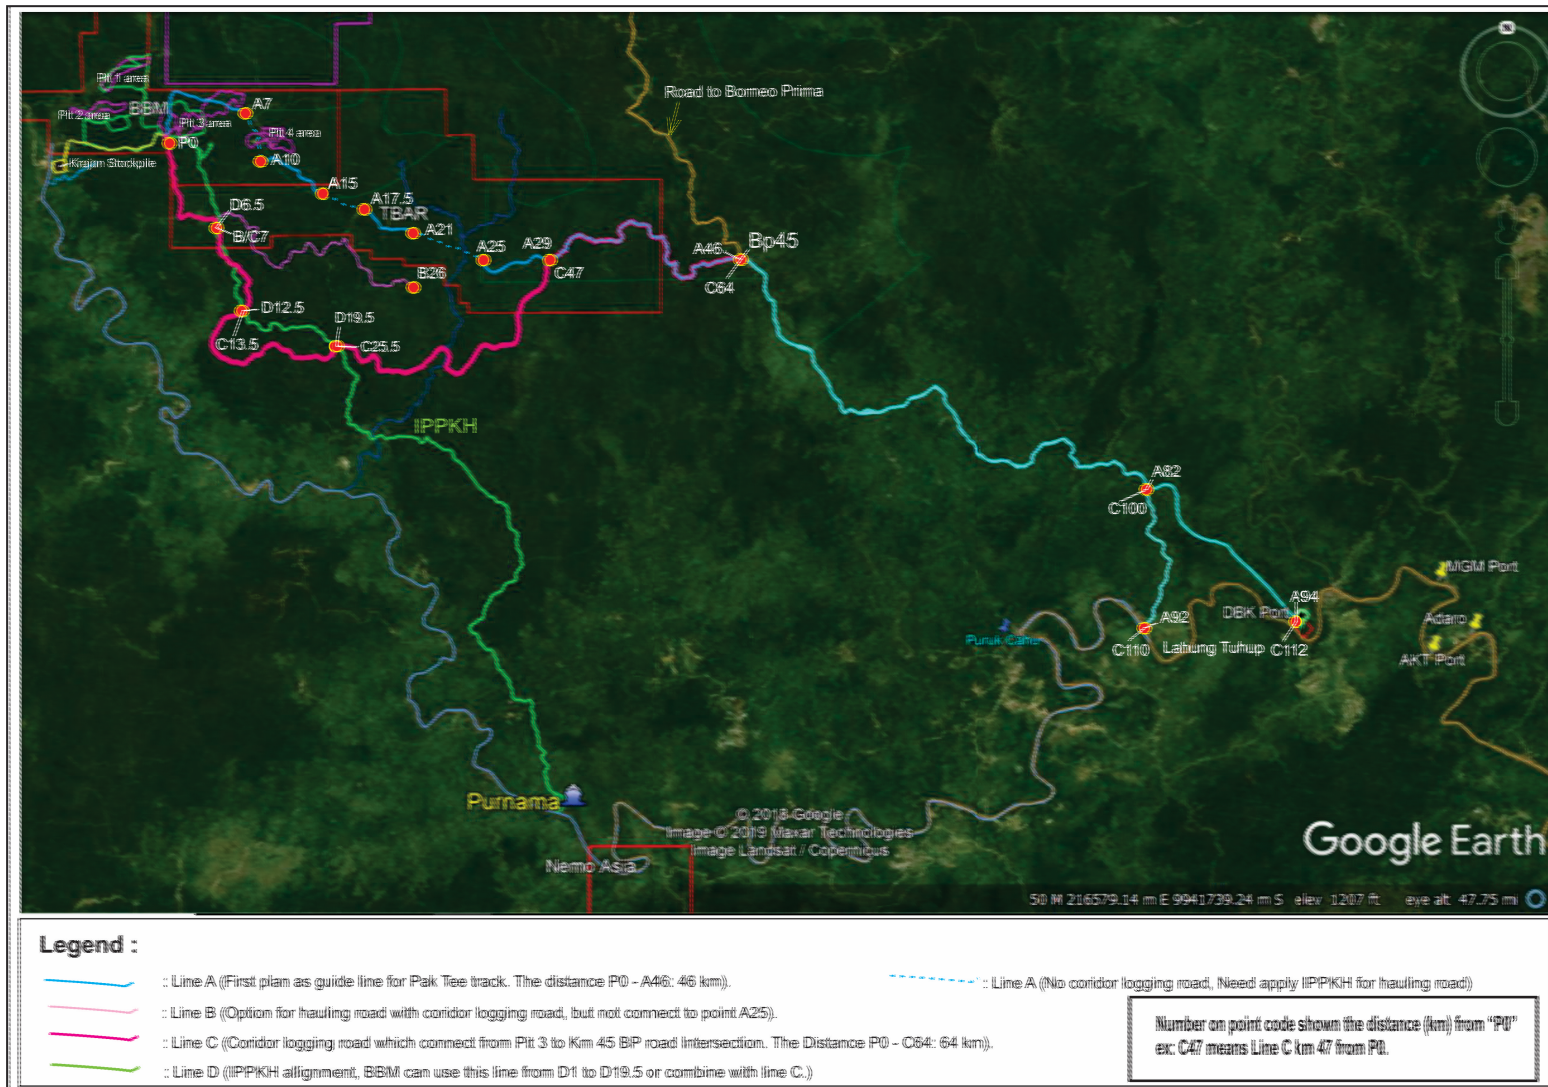 Pit 1 area
Pit 2 area
BBM
Pit 3 area
A7
Pit 4 area
P0
Krajan Stockpile
A10
A15
A17.5
TBAR
D6.5
B/C7
A21
A25
A29
C47
B26
D12.5
C13.5
D19.5
C25.5
IPPKH
Road to Borneo Prima
A46
Bp45
C64
A82
C100
A92
C110
Lahung Tuhup
DBK Port
A94
C112
MGM Port
Adaro
AKT Port
Puruk Cahu
Purnama
Nemo Asia
© 2018 Google
Image © 2019 Maxar Technologies
Image Landsat / Copernicus
Google Earth
50 M 216579.14 m E 9941739.24 m S elev 1207 ft eye alt 47.75 mi
Legend :
: Line A (First plan as guide line for Pak Tee track. The distance P0 - A46: 46 km).
: Line A (No coridor logging road, Need apply IPPKH for hauling road)
: Line B (Option for hauling road with coridor logging road, but not connect to point A25).
: Line C (Coridor logging road which connect from Pit 3 to Km 45 BP road Intersection. The Distance P0 - C64: 64 km).
: Line D (IPPKH allignment, BBM can use this line from D1 to D19.5 or combine with line C.)
Number on point code shown the distance (km) from "P0"
ex: C47 means Line C km 47 from P0.